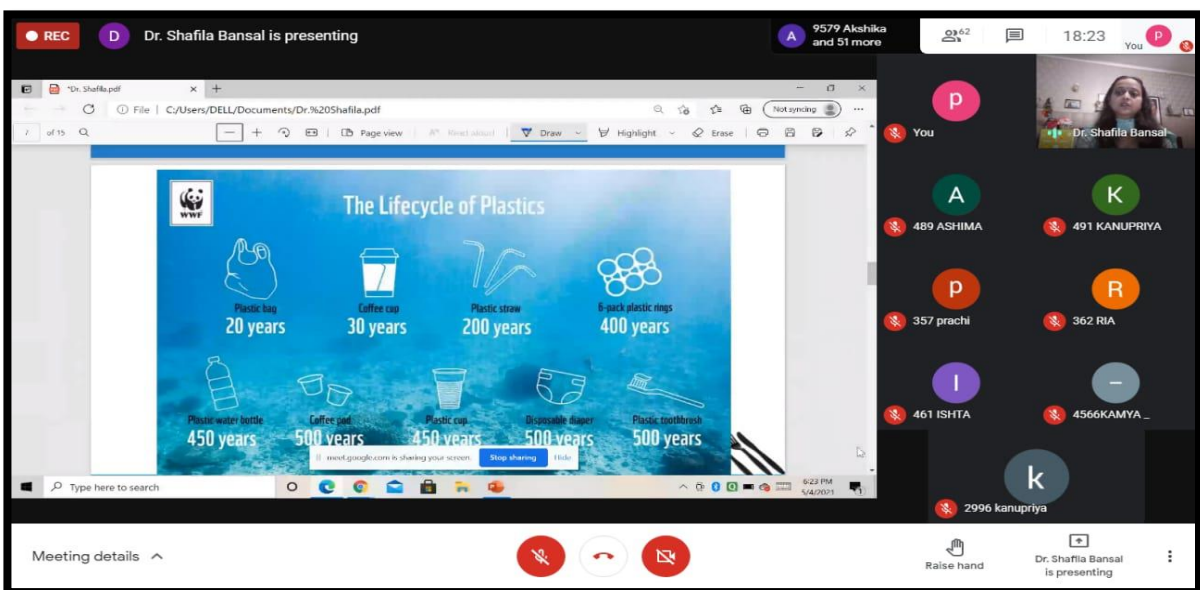 REC
D
Dr. Shafila Bansal is presenting
A
9579 Akshika
and 51 more
62
18:23
You
P
*Dr. Shafila.pdf
File | C:/Users/DELL/Documents/Dr.%20Shafila.pdf
Not syncing
7 of 15
Page view
Read aloud
Draw
Highlight
Erase
WWF
The Lifecycle of Plastics
Plastic bag
20 years
Coffee cup
30 years
Plastic straw
200 years
6-pack plastic rings
400 years
Plastic water bottle
450 years
Coffee pod
500 years
Plastic cup
450 years
Disposable diaper
500 years
Plastic toothbrush
500 years
meet.google.com is sharing your screen.
Stop sharing
Hide
Type here to search
6:23 PM
5/4/2021
P
You
Dr. Shafila Bansal
A
489 ASHIMA
K
491 KANUPRIYA
P
357 prachi
R
362 RIA
I
461 ISHTA
–
4566KAMYA _
k
2996 kanupriya
Meeting details
Raise hand
Dr. Shafila Bansal
is presenting